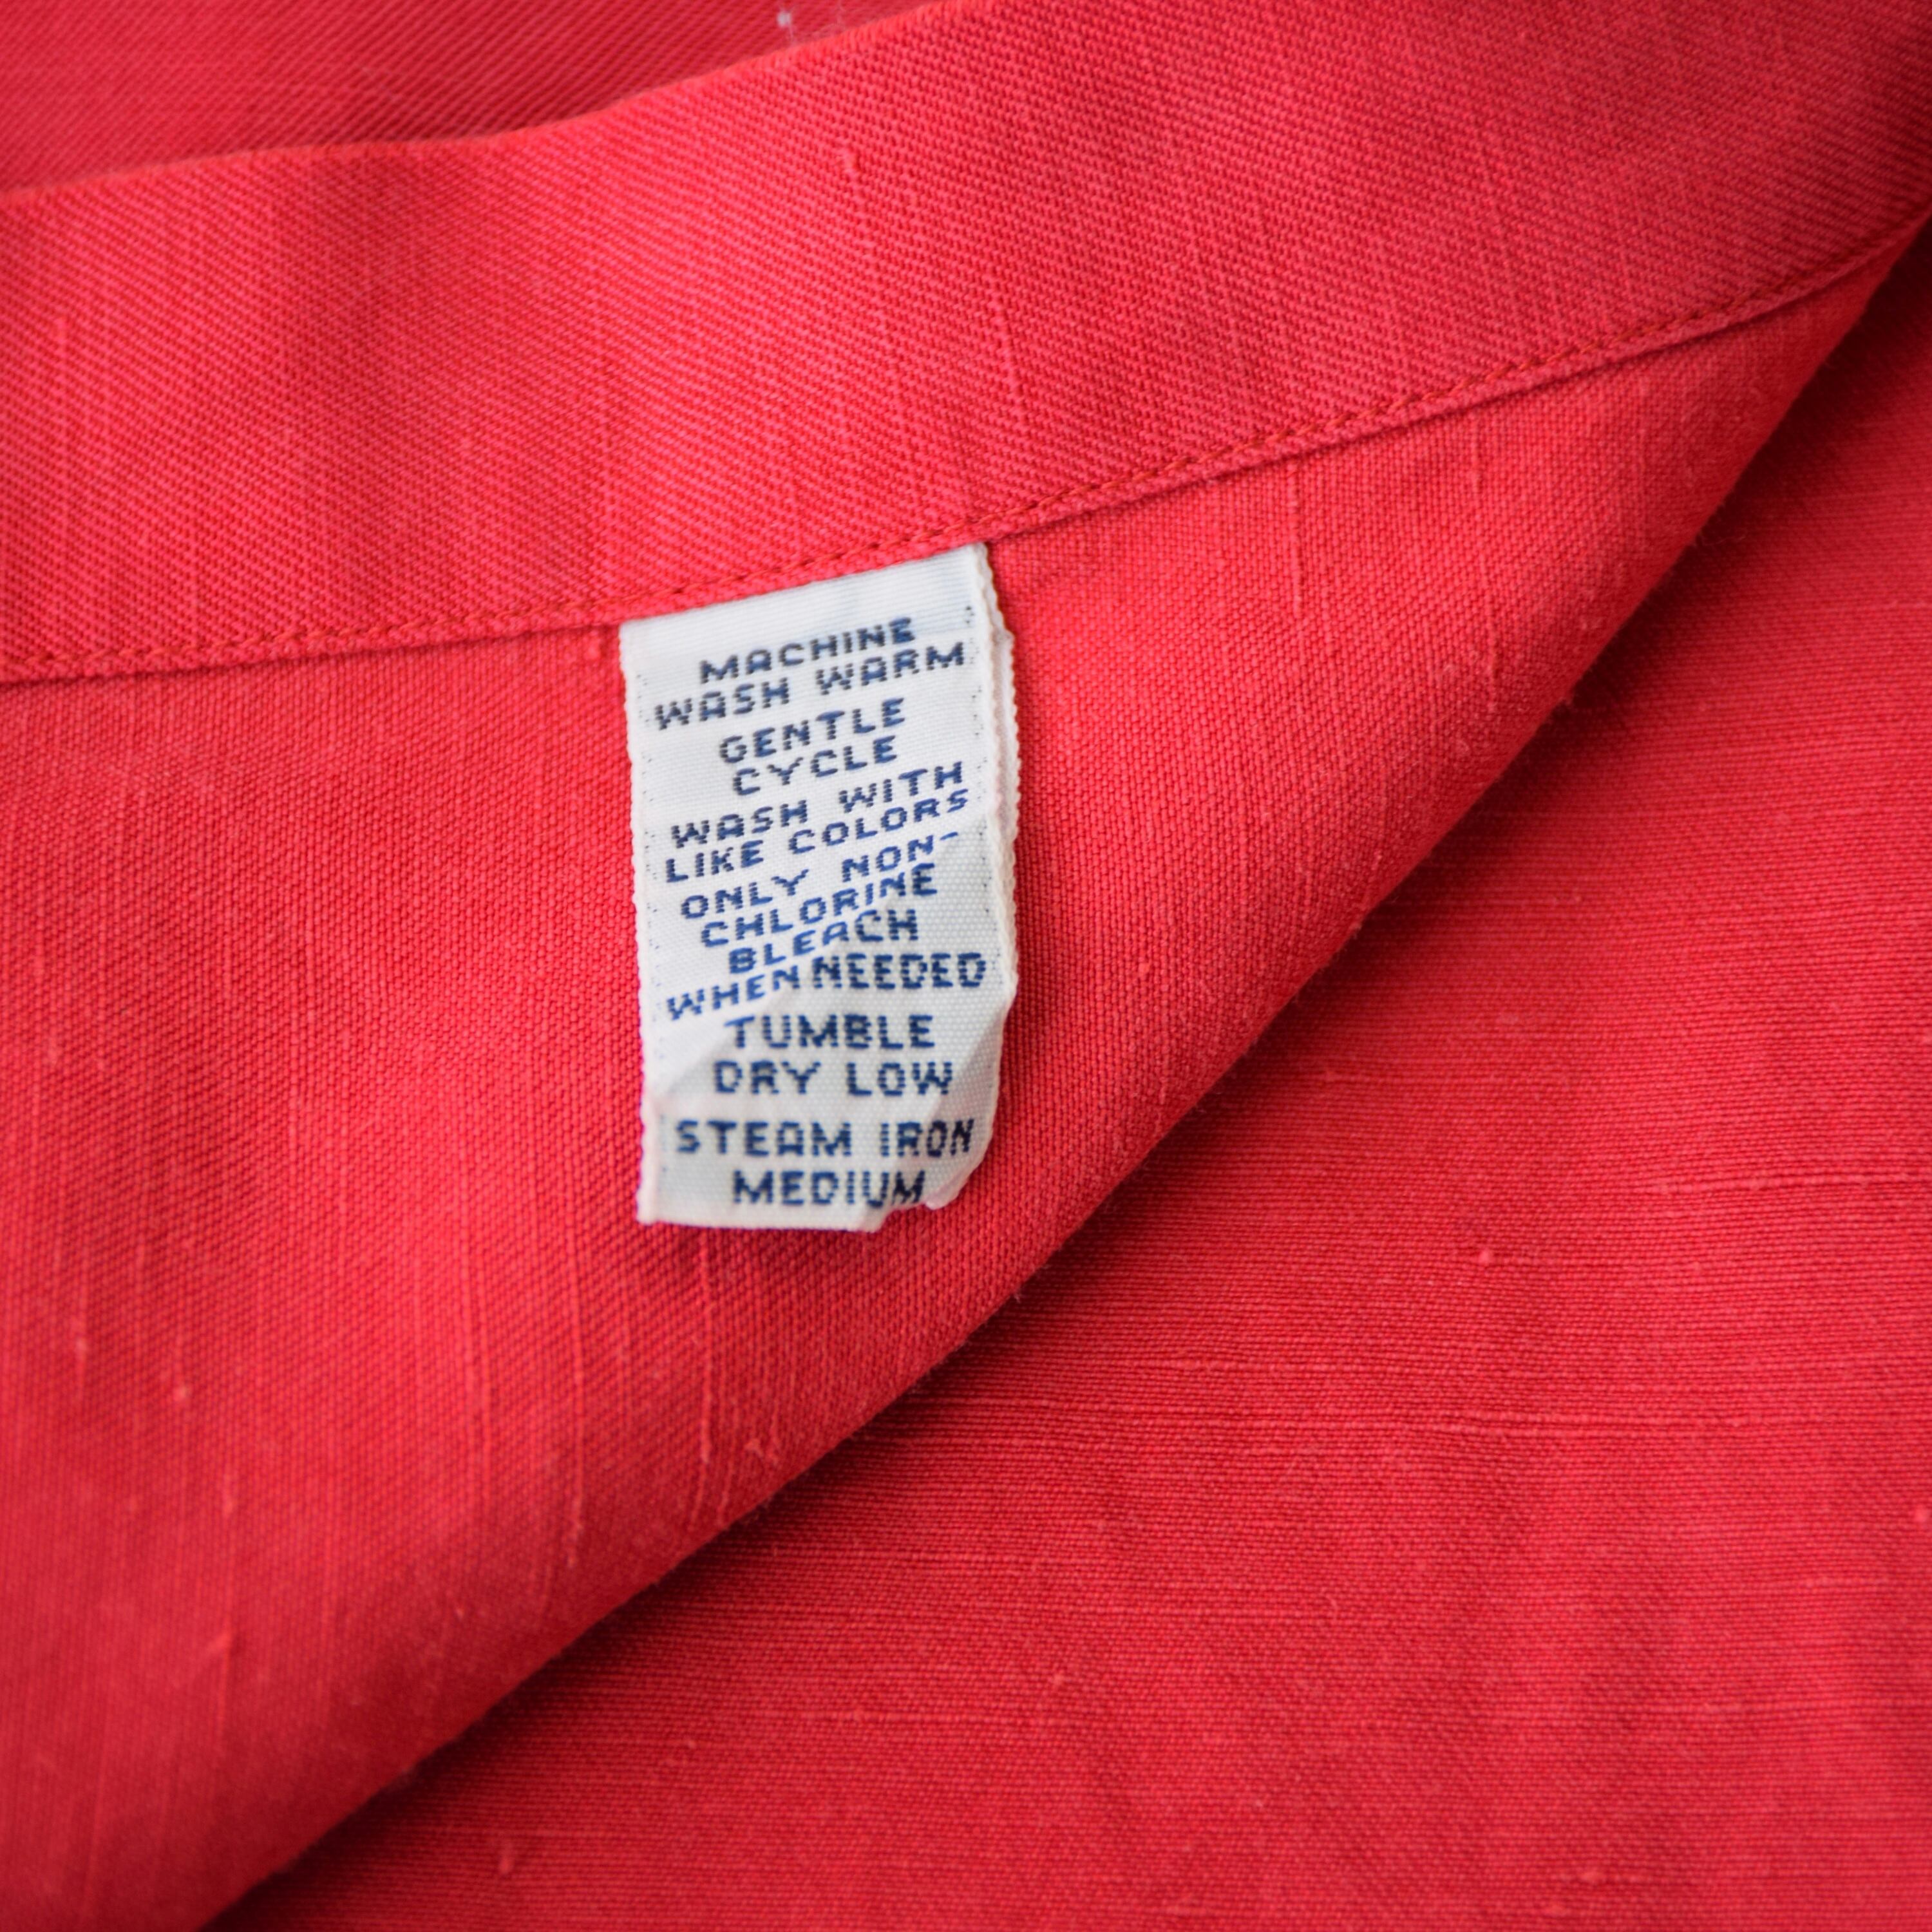 MACHINE
WASH WARM
GENTLE
CYCLE
WASH WITH
LIKE COLORS
ONLY NON-
CHLORINE
BLEACH
WHEN NEEDED
TUMBLE
DRY LOW
STEAM IRON
MEDIUM